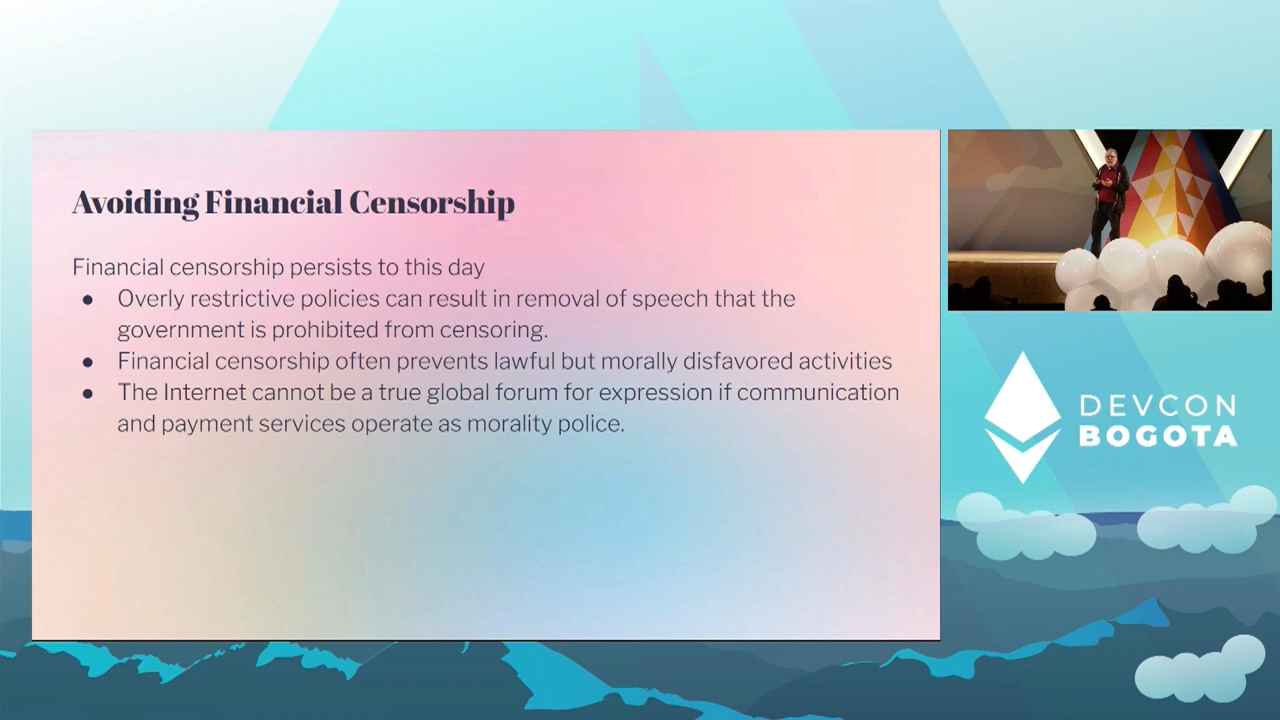 Avoiding Financial Censorship
Financial censorship persists to this day
● Overly restrictive policies can result in removal of speech that the
government is prohibited from censoring.
● Financial censorship often prevents lawful but morally disfavored activities
● The Internet cannot be a true global forum for expression if communication
and payment services operate as morality police.
DEVCON
BOGOTA